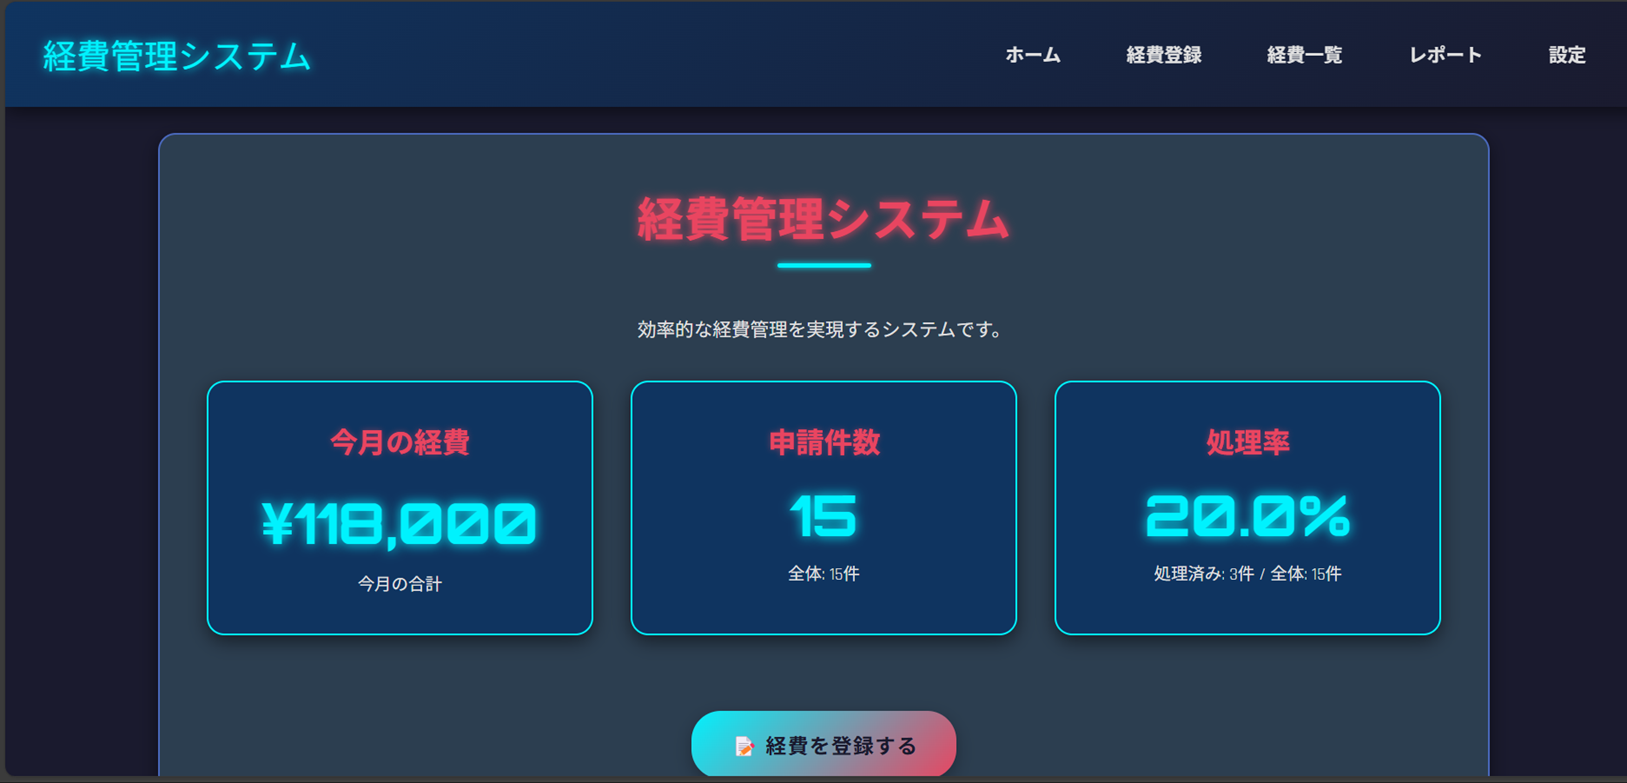 経費管理システム
ホーム 経費登録 経費一覧 レポート 設定
経費管理システム
効率的な経費管理を実現するシステムです。
今月の経費
¥118,000
今月の合計
申請件数
15
全体: 15件
処理率
20.0%
処理済み: 3件 / 全体: 15件
📝 経費を登録する